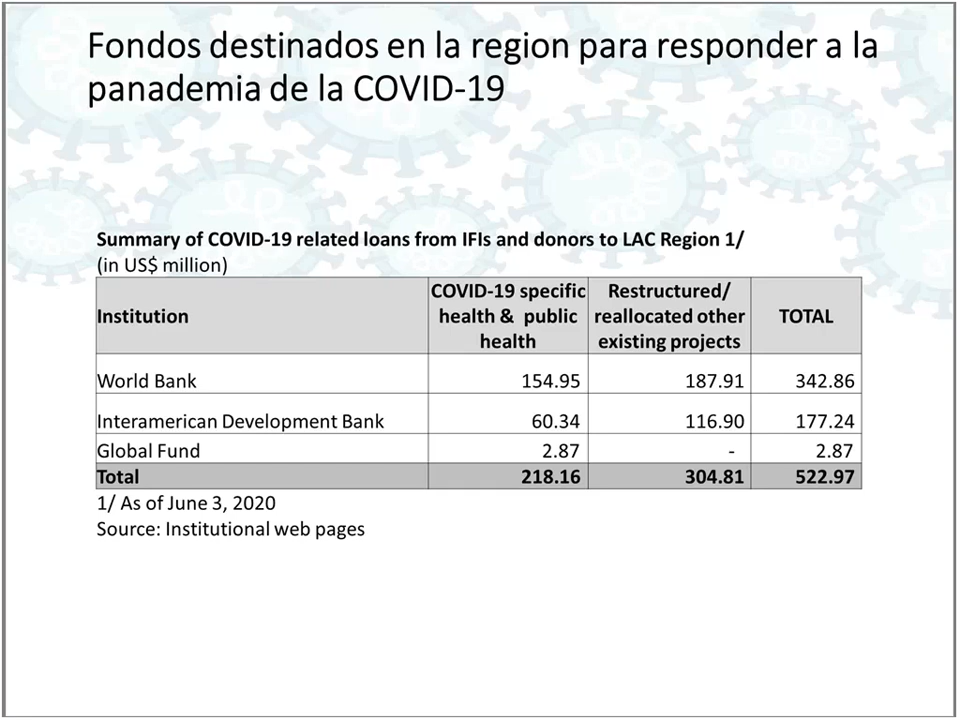 Fondos destinados en la region para responder a la
panademia de la COVID-19
Summary of COVID-19 related loans from IFIs and donors to LAC Region 1/
(in US$ million)
Institution COVID-19 specific health & public health Restructured/ reallocated other existing projects TOTAL
World Bank 154.95 187.91 342.86
Interamerican Development Bank 60.34 116.90 177.24
Global Fund 2.87 - 2.87
Total 218.16 304.81 522.97
1/ As of June 3, 2020
Source: Institutional web pages